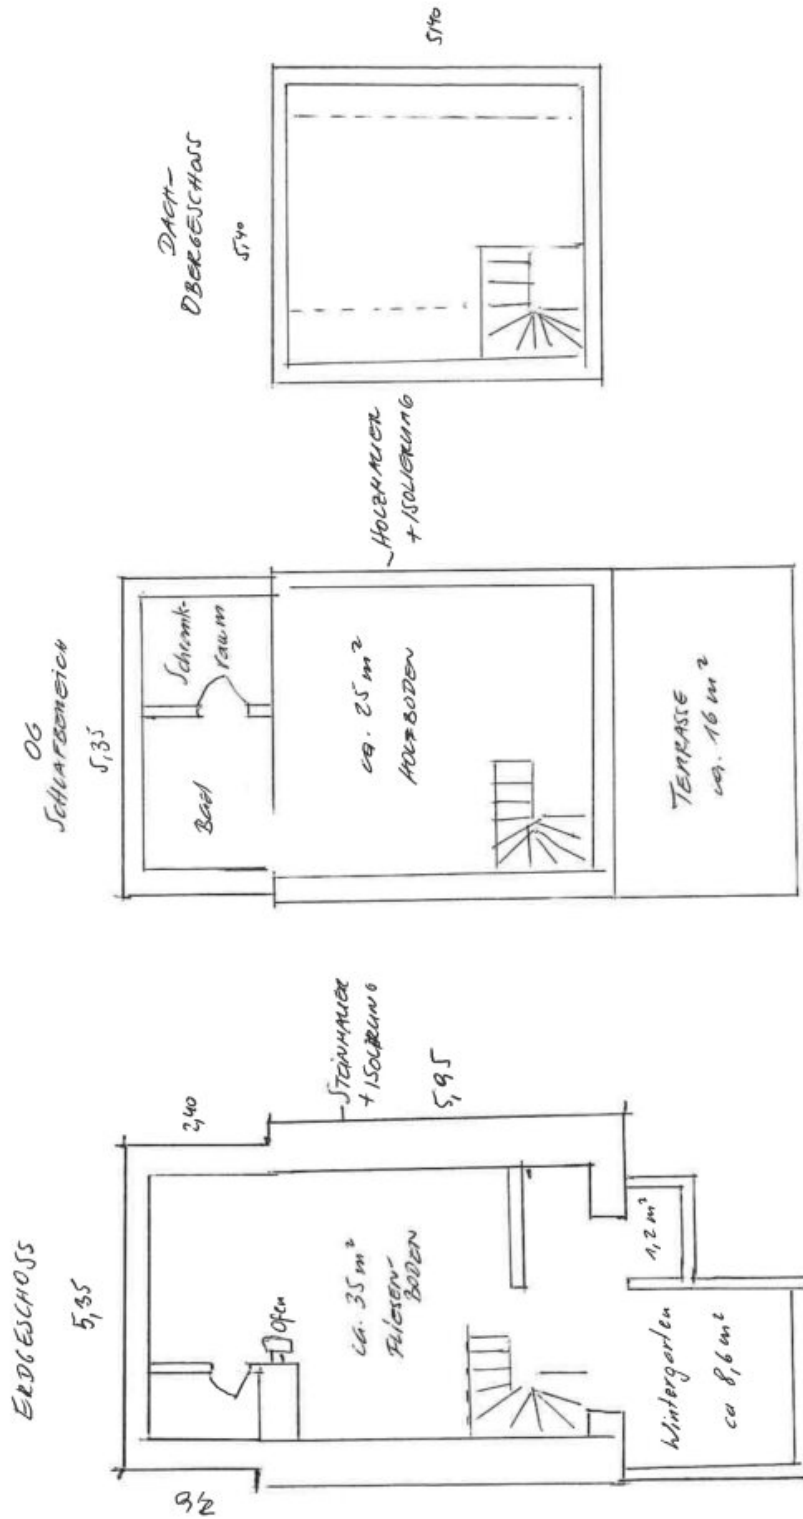 ERDGESCHOSS
5,35
2,40
STEINMAUER
+ ISOLIERUNG
5,95
Ofen
ca. 35 m²
FLIESEN-
BODEN
1,2 m²
Wintergarten
ca 8,6 m²
OG
SCHLAFBEREICH
5,35
Bad
Schrank-
raum
HOLZMAUER
+ ISOLIERUNG
ca. 25 m²
HOLZBODEN
TERRASSE
ca. 16 m²
DACH-
OBERGESCHOSS
5,40
5,40